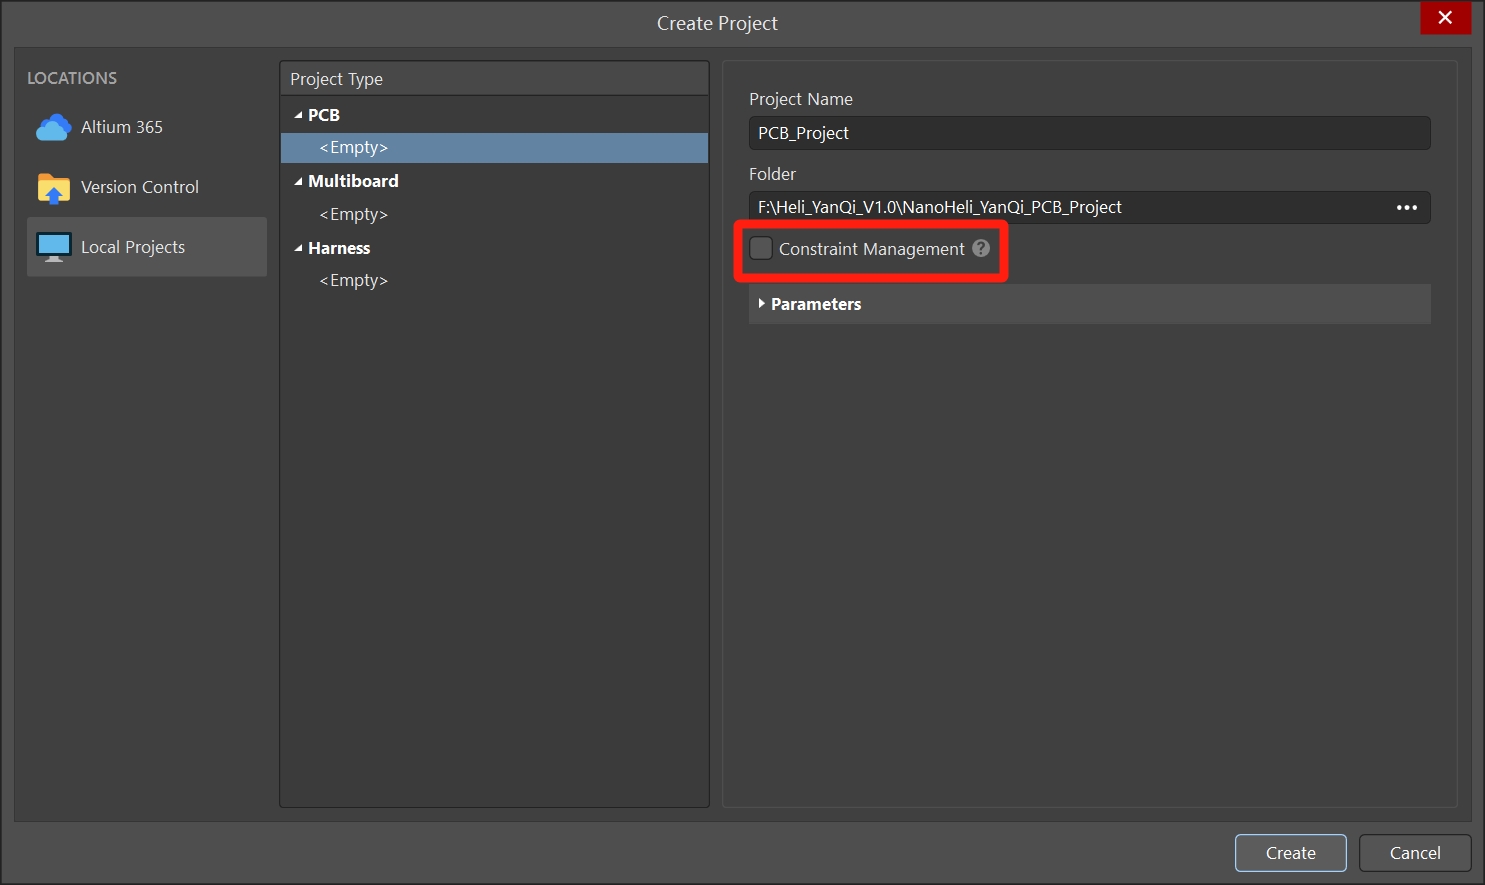 Create Project
LOCATIONS
Altium 365
Version Control
Local Projects
Project Type
PCB
<Empty>
Multiboard
<Empty>
Harness
<Empty>
Project Name
PCB_Project
Folder
F:\Heli_YanQi_V1.0\NanoHeli_YanQi_PCB_Project
Constraint Management ?
Parameters
Create
Cancel